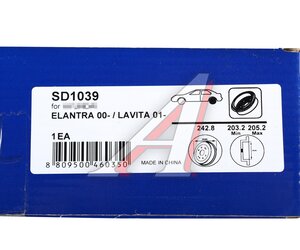 SD1039
for
ELANTRA 00- / LAVITA 01-
1EA
242.8
203.2 205.2
Min Max
MADE IN CHINA
8 809500 460350